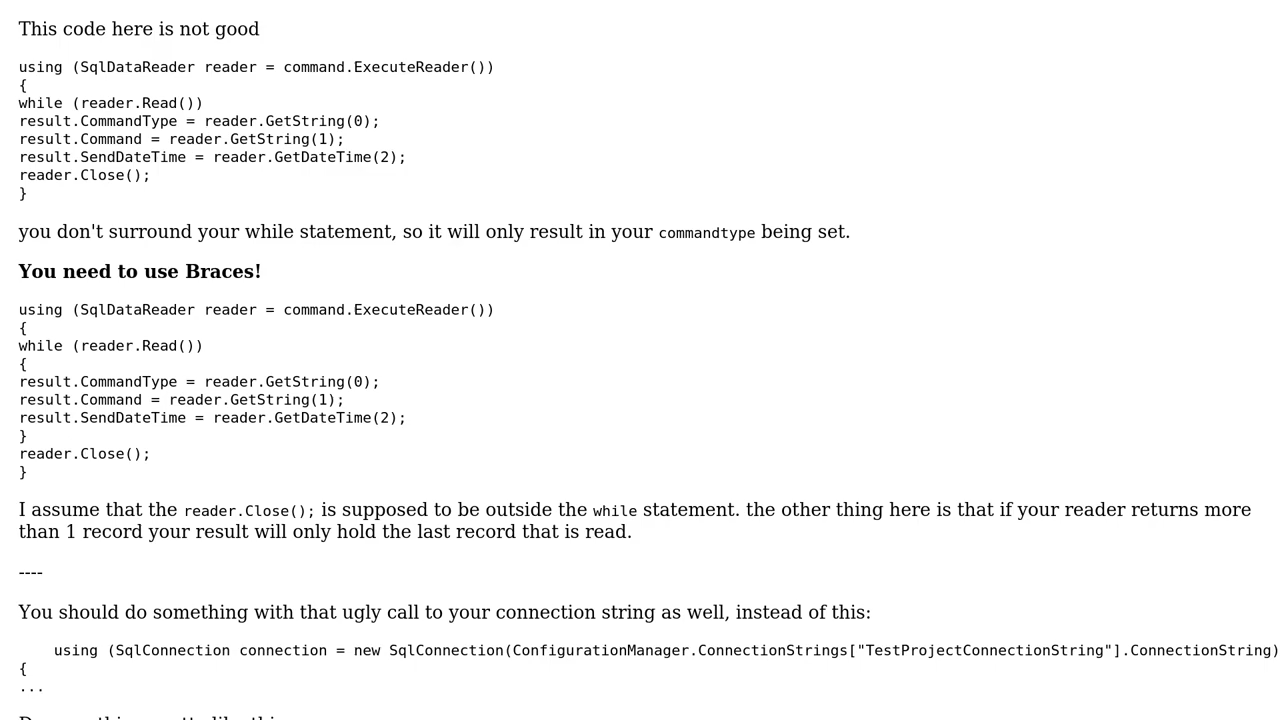 This code here is not good
using (SqlDataReader reader = command.ExecuteReader())
{
while (reader.Read())
result.CommandType = reader.GetString(0);
result.Command = reader.GetString(1);
result.SendDateTime = reader.GetDateTime(2);
reader.Close();
}
you don't surround your while statement, so it will only result in your commandtype being set.
You need to use Braces!
using (SqlDataReader reader = command.ExecuteReader())
{
while (reader.Read())
{
result.CommandType = reader.GetString(0);
result.Command = reader.GetString(1);
result.SendDateTime = reader.GetDateTime(2);
}
reader.Close();
}
I assume that the reader.Close(); is supposed to be outside the while statement. the other thing here is that if your reader returns more
than 1 record your result will only hold the last record that is read.
----
You should do something with that ugly call to your connection string as well, instead of this:
using (SqlConnection connection = new SqlConnection(ConfigurationManager.ConnectionStrings["TestProjectConnectionString"].ConnectionString)
{
...